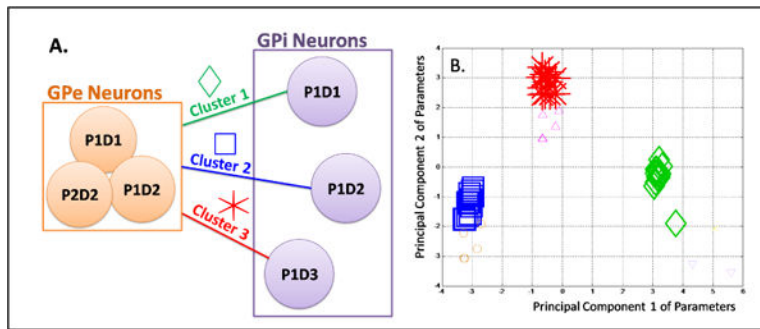 A.
GPe Neurons
P1D1
P2D2
P1D2
Cluster 1
Cluster 2
Cluster 3
GPi Neurons
P1D1
P1D2
P1D3
B.
Principal Component 2 of Parameters
4
3
2
1
0
-1
-2
-3
-4
-4
-3
-2
-1
0
1
2
3
4
5
6
Principal Component 1 of Parameters